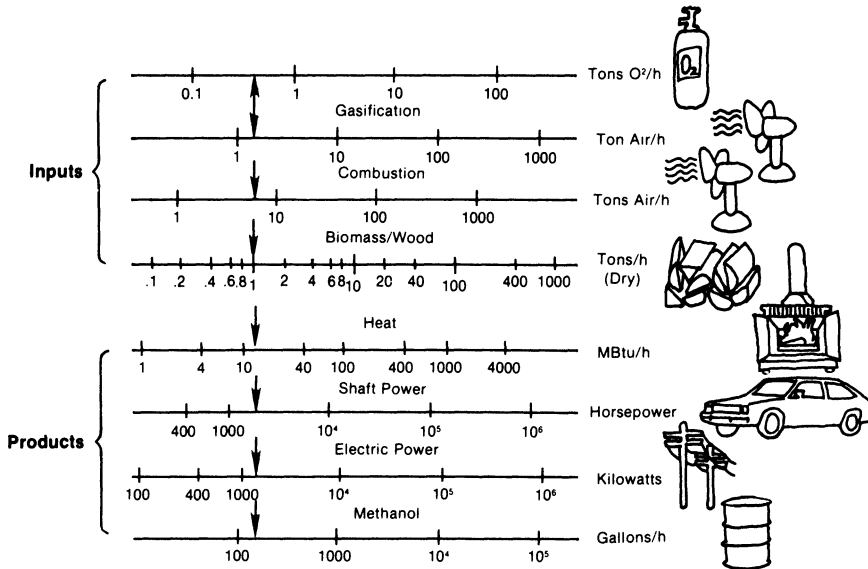 O₂
0.1 1 10 100 Tons O²/h
Gasification
Inputs
1 10 100 1000 Ton Air/h
Combustion
1 10 100 1000 Tons Air/h
Biomass/Wood
.1 .2 .4 .6 .8 1 2 4 6 8 10 20 40 100 400 1000 Tons/h
(Dry)
Heat
1 4 10 40 100 400 1000 4000 MBtu/h
Shaft Power
400 1000 10⁴ 10⁵ 10⁶ Horsepower
Products
Electric Power
100 400 1000 10⁴ 10⁵ 10⁶ Kilowatts
Methanol
100 1000 10⁴ 10⁵ Gallons/h